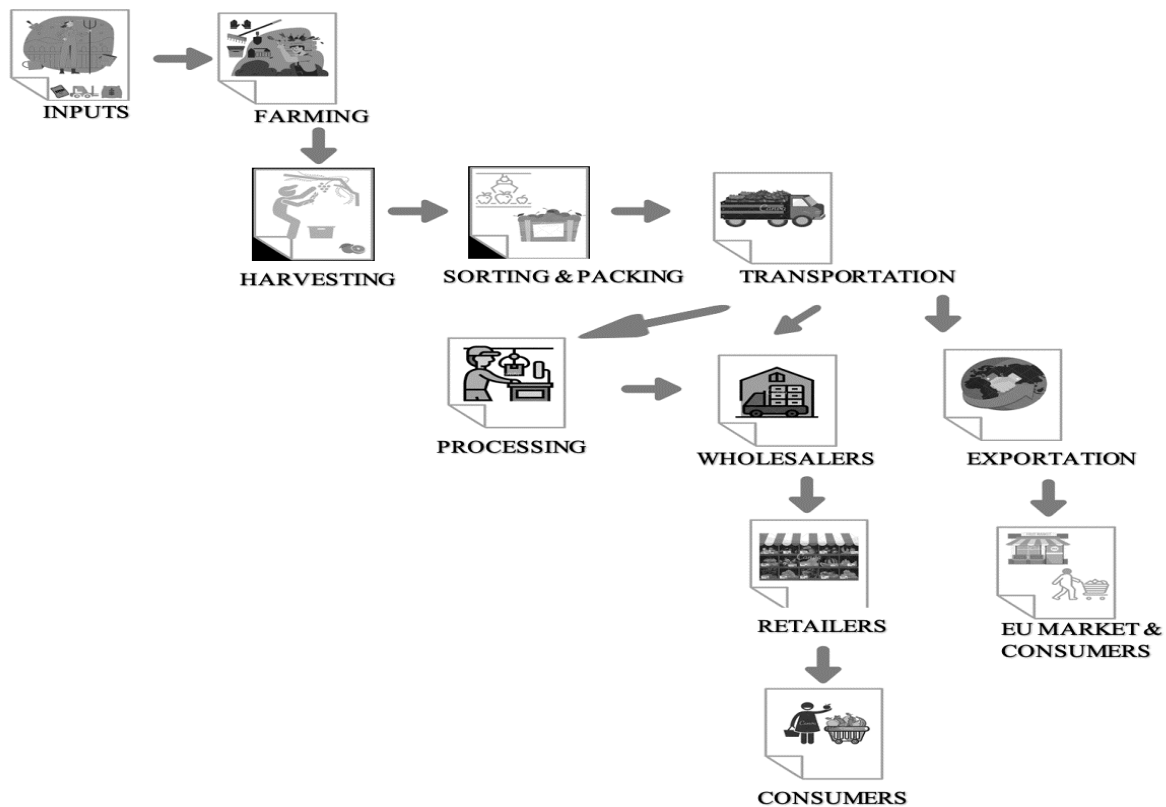 INPUTS
FARMING
HARVESTING
SORTING & PACKING
TRANSPORTATION
PROCESSING
WHOLESALERS
EXPORTATION
RETAILERS
EU MARKET &
CONSUMERS
CONSUMERS